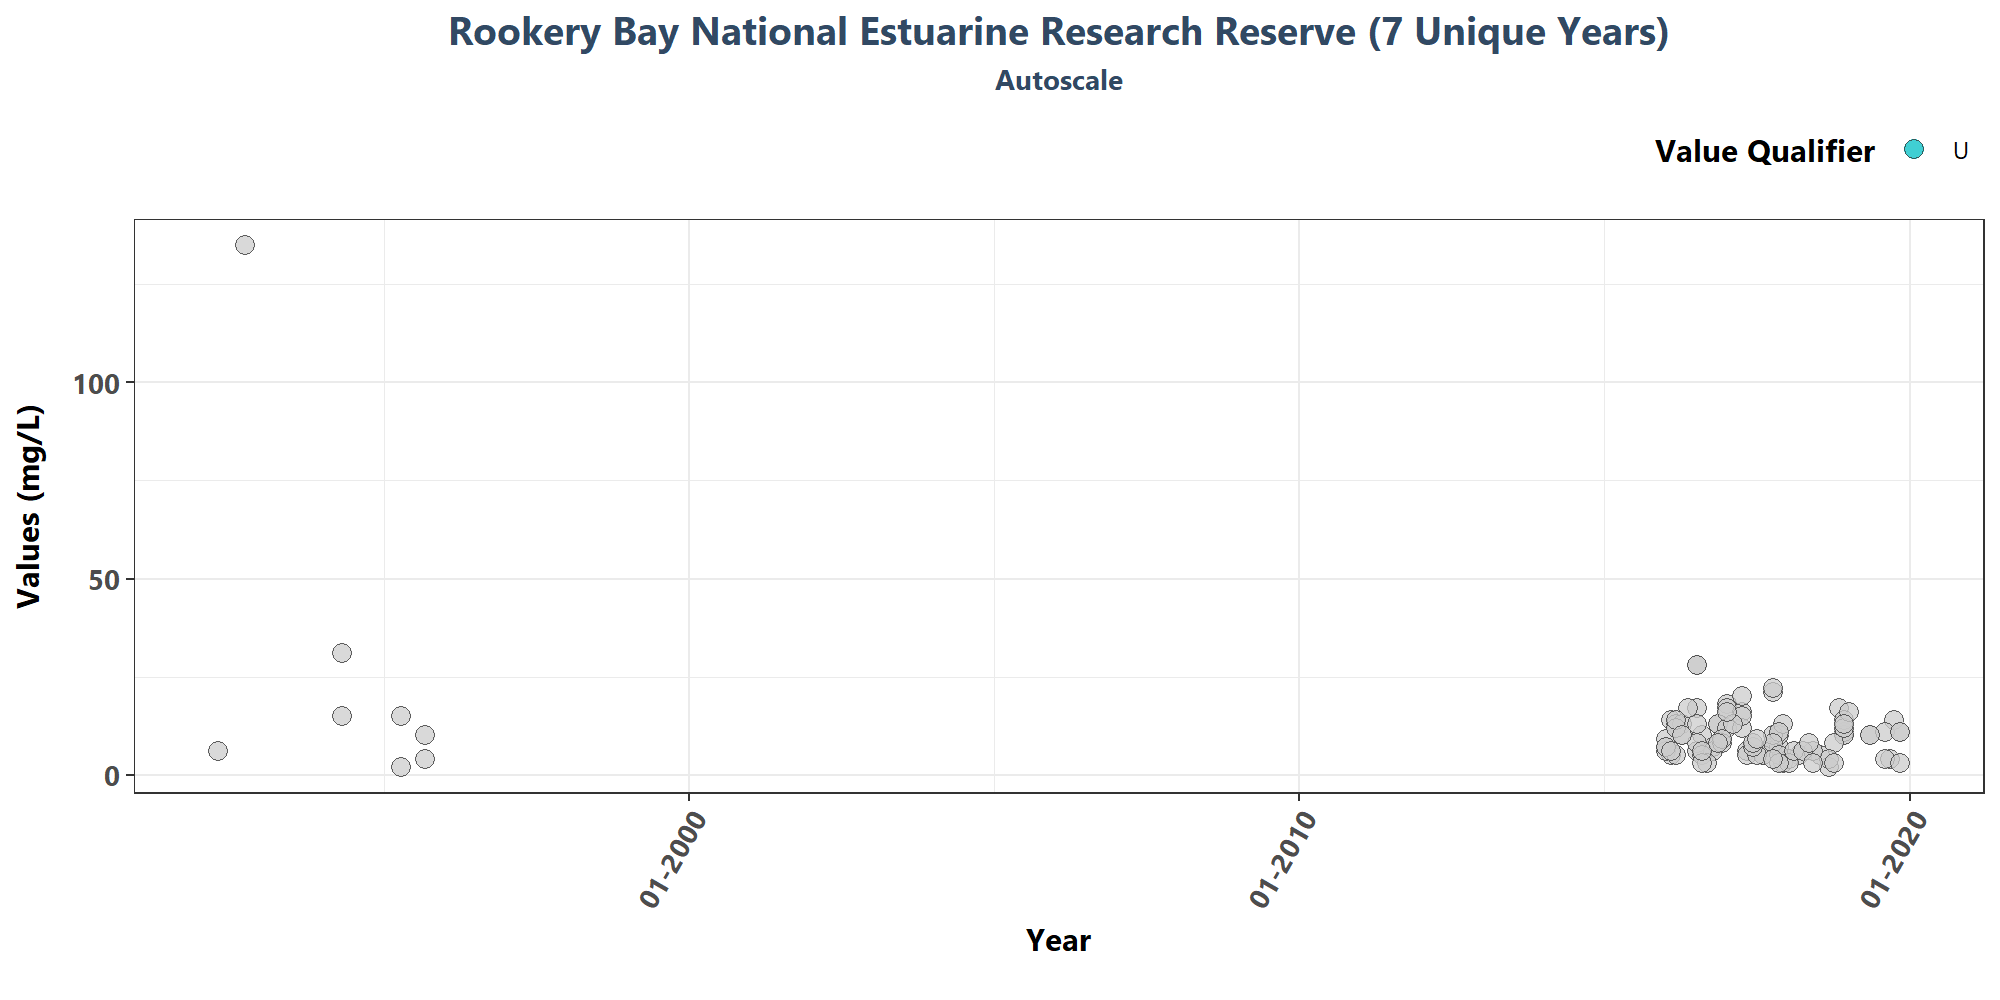 Rookery Bay National Estuarine Research Reserve (7 Unique Years)
Autoscale
Value Qualifier U
Values (mg/L)
100
50
0
01-2000
01-2010
01-2020
Year